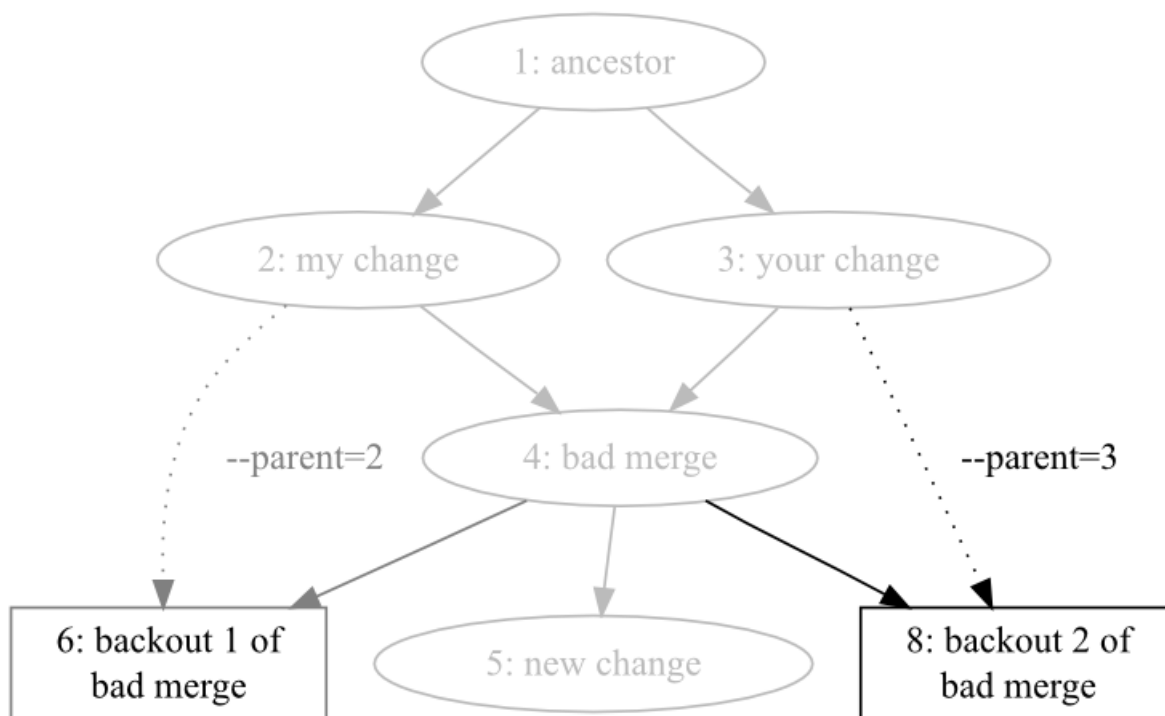 1: ancestor
2: my change
3: your change
--parent=2
4: bad merge
--parent=3
6: backout 1 of
bad merge
5: new change
8: backout 2 of
bad merge